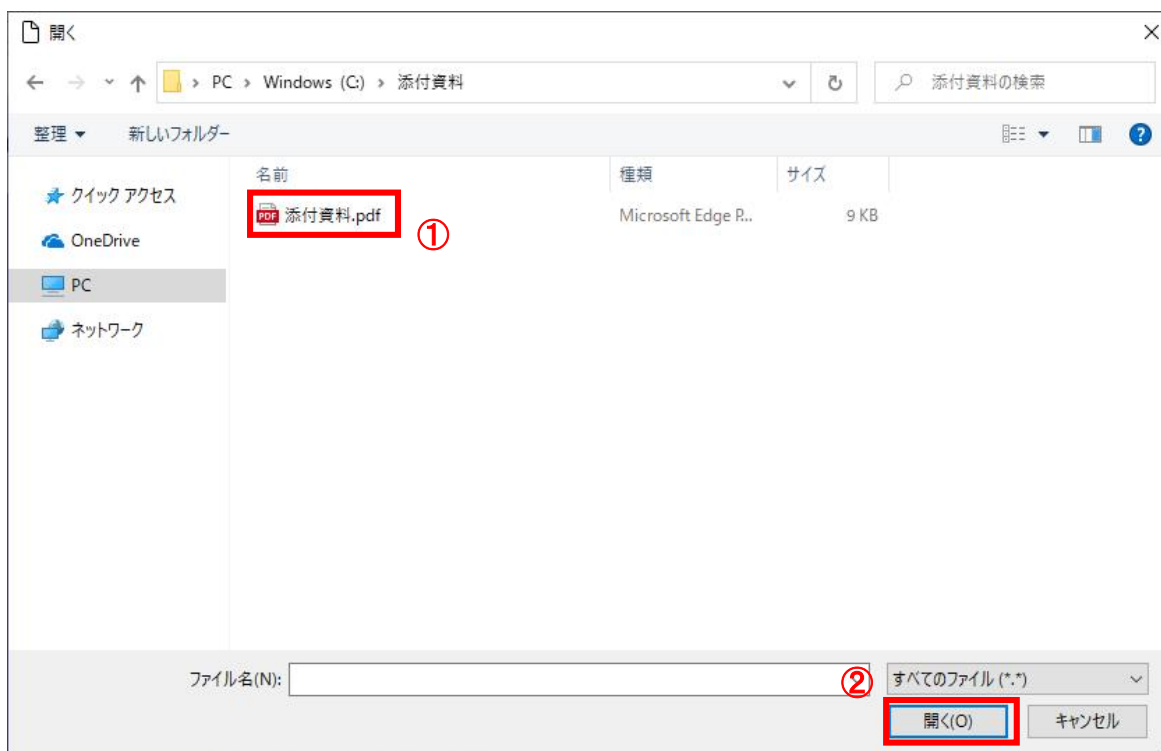 開く
PC › Windows (C:) › 添付資料
添付資料の検索
整理 新しいフォルダー
名前 種類 サイズ
クイック アクセス
PDF 添付資料.pdf Microsoft Edge P... 9 KB
①
OneDrive
PC
ネットワーク
ファイル名(N):
② すべてのファイル (*.*)
開く(O) キャンセル